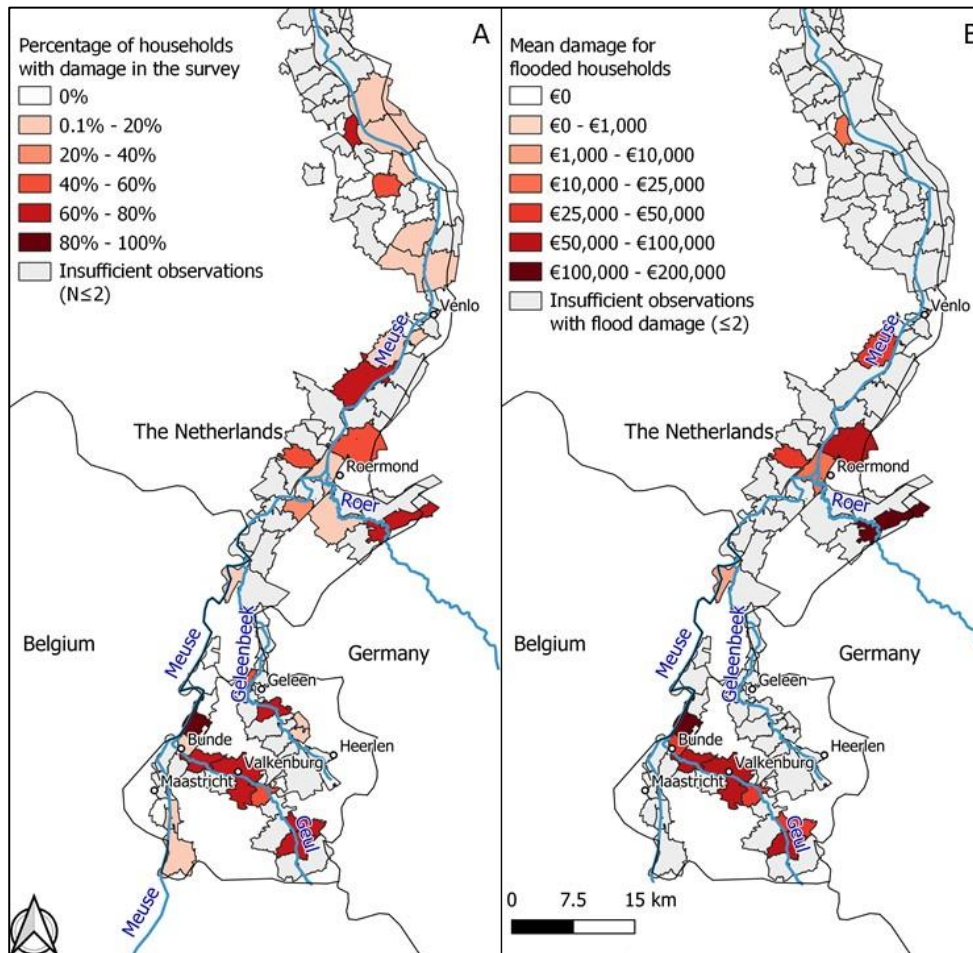 A
Percentage of households
with damage in the survey
0%
0.1% - 20%
20% - 40%
40% - 60%
60% - 80%
80% - 100%
Insufficient observations
(N≤2)
Venlo
Meuse
The Netherlands
Roermond
Roer
Belgium
Meuse
Geleenbeek
Germany
Geleen
Bunde
Heerlen
Valkenburg
Maastricht
Geul
Meuse
B
Mean damage for
flooded households
€0
€0 - €1,000
€1,000 - €10,000
€10,000 - €25,000
€25,000 - €50,000
€50,000 - €100,000
€100,000 - €200,000
Insufficient observations
with flood damage (≤2)
Venlo
Meuse
The Netherlands
Roermond
Roer
Belgium
Meuse
Geleenbeek
Germany
Geleen
Bunde
Heerlen
Valkenburg
Maastricht
Geul
0 7.5 15 km